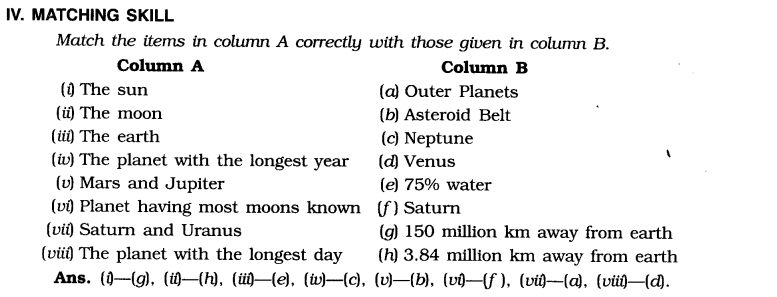 IV. MATCHING SKILL
Match the items in column A correctly with those given in column B.
Column A Column B
(i) The sun (a) Outer Planets
(ii) The moon (b) Asteroid Belt
(iii) The earth (c) Neptune
(iv) The planet with the longest year (d) Venus
(v) Mars and Jupiter (e) 75% water
(vi) Planet having most moons known (f) Saturn
(vii) Saturn and Uranus (g) 150 million km away from earth
(viii) The planet with the longest day (h) 3.84 million km away from earth
Ans. (i)—(g), (ii)—(h), (iii)—(e), (iv)—(c), (v)—(b), (vi)—(f), (vii)—(a), (viii)—(d).